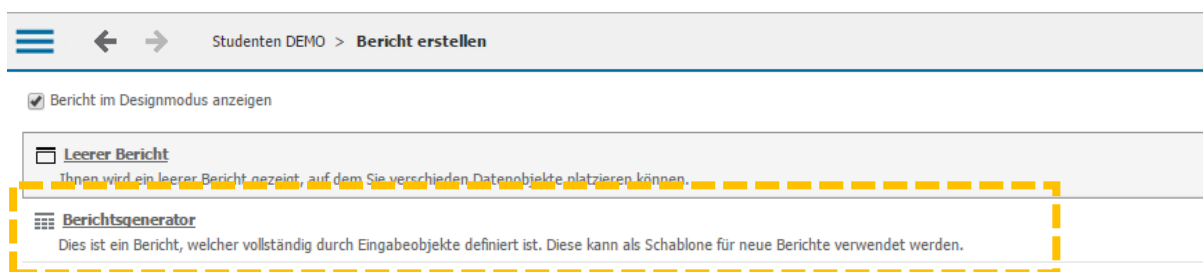 Studenten DEMO > Bericht erstellen
Bericht im Designmodus anzeigen
Leerer Bericht
Ihnen wird ein leerer Bericht gezeigt, auf dem Sie verschieden Datenobjekte platzieren können.
Berichtsgenerator
Dies ist ein Bericht, welcher vollständig durch Eingabeobjekte definiert ist. Diese kann als Schablone für neue Berichte verwendet werden.